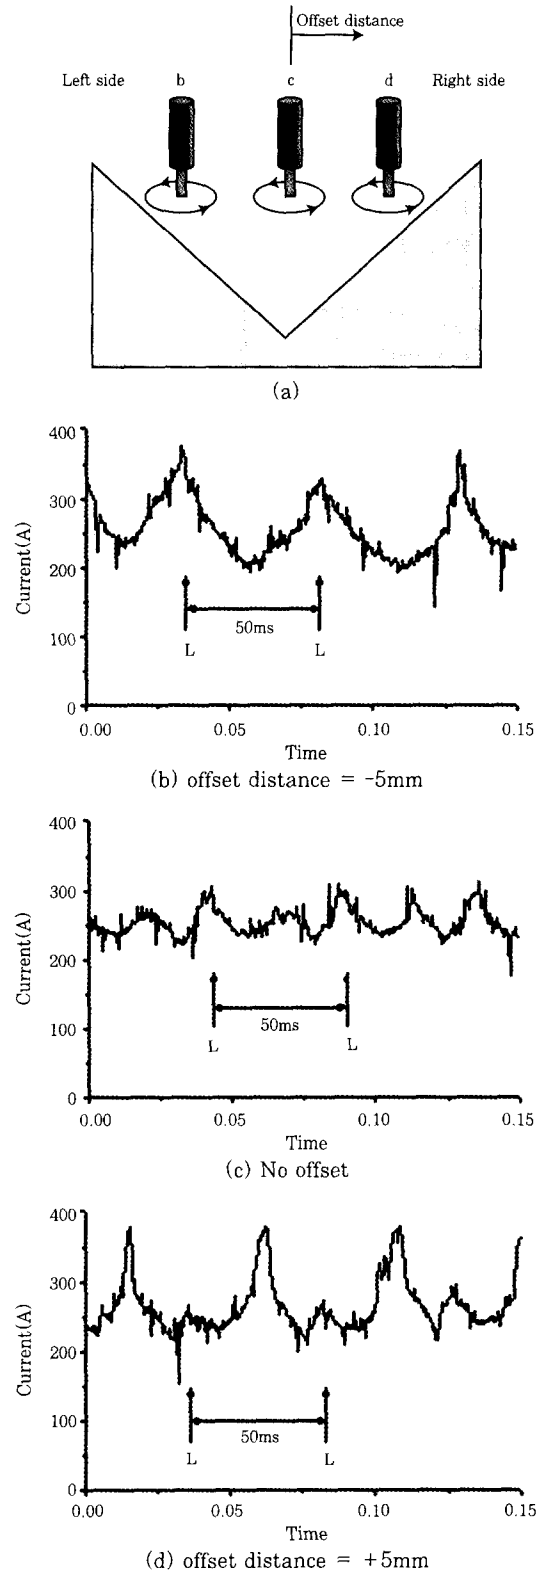 Offset distance
Left side b c d Right side
(a)
400
300
200
100
0
Current(A)
50ms
L L
0.00 0.05 0.10 0.15
Time
(b) offset distance = -5mm
400
300
200
100
0
Current(A)
50ms
L L
0.00 0.05 0.10 0.15
Time
(c) No offset
400
300
200
100
0
Current(A)
50ms
L L
0.00 0.05 0.10 0.15
Time
(d) offset distance = +5mm